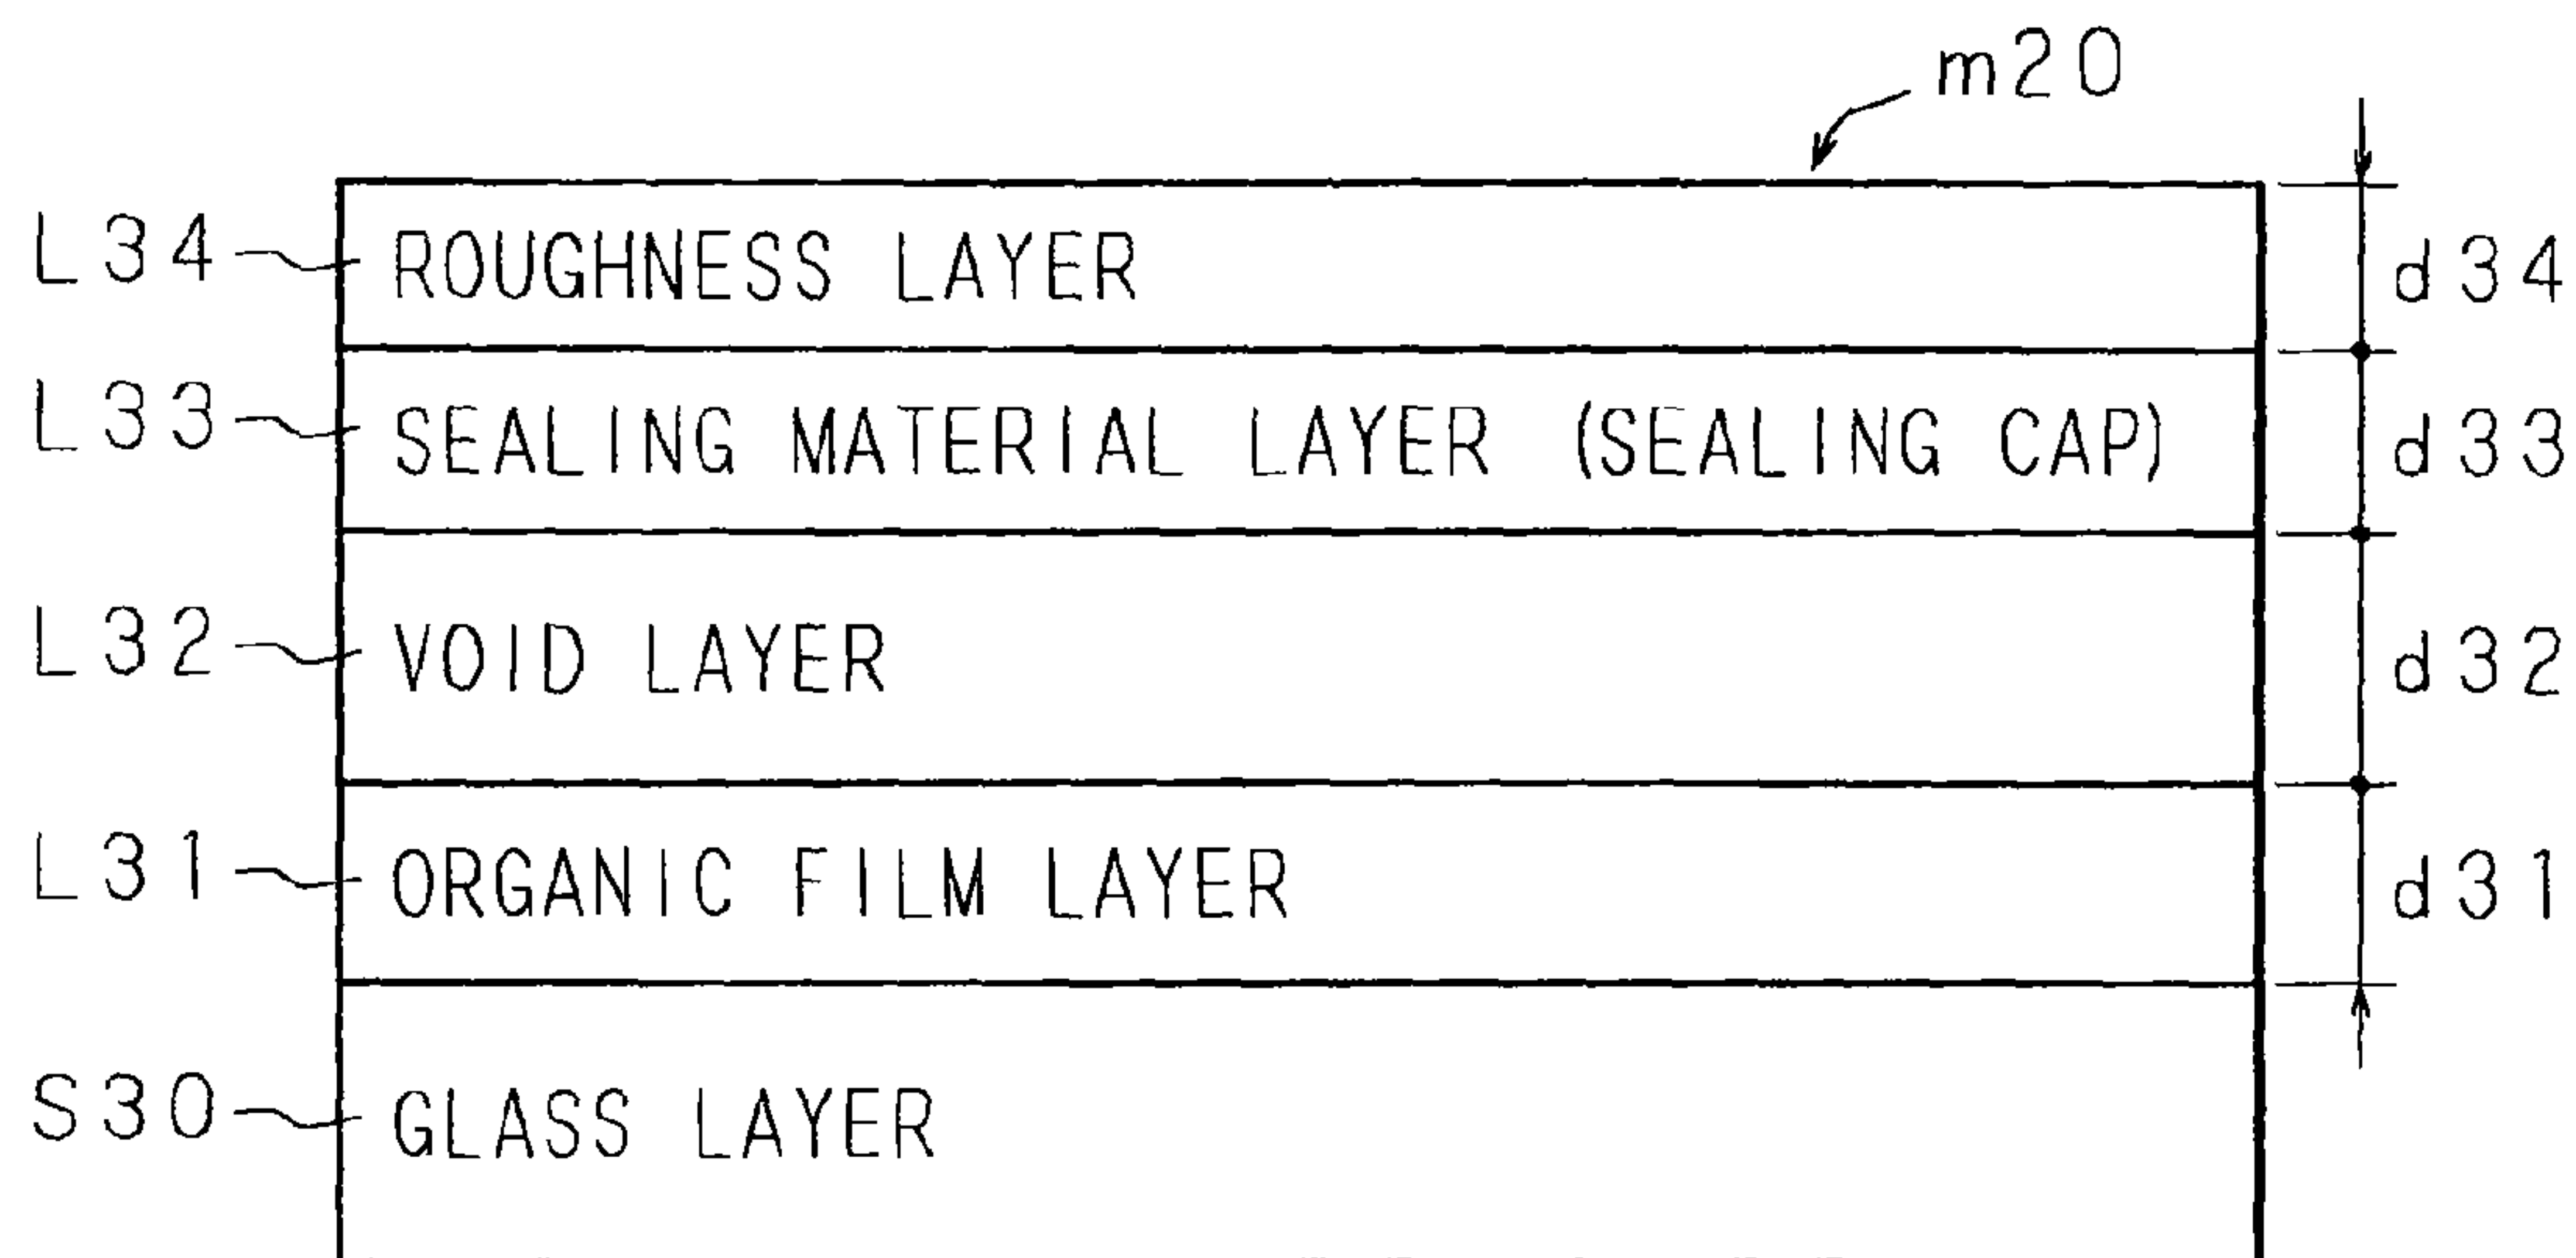 m20
L34 ROUGHNESS LAYER d34
L33 SEALING MATERIAL LAYER (SEALING CAP) d33
L32 VOID LAYER d32
L31 ORGANIC FILM LAYER d31
S30 GLASS LAYER